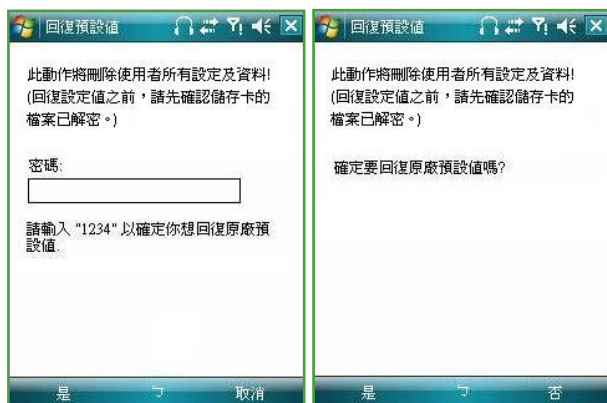 回復預設值
此動作將刪除使用者所有設定及資料!
(回復設定值之前，請先確認儲存卡的
檔案已解密。)
密碼:
請輸入 "1234" 以確定你想回復原廠預
設值.
是 ㄅ 取消
回復預設值
此動作將刪除使用者所有設定及資料!
(回復設定值之前，請先確認儲存卡的
檔案已解密。)
確定要回復原廠預設值嗎?
是 ㄅ 否